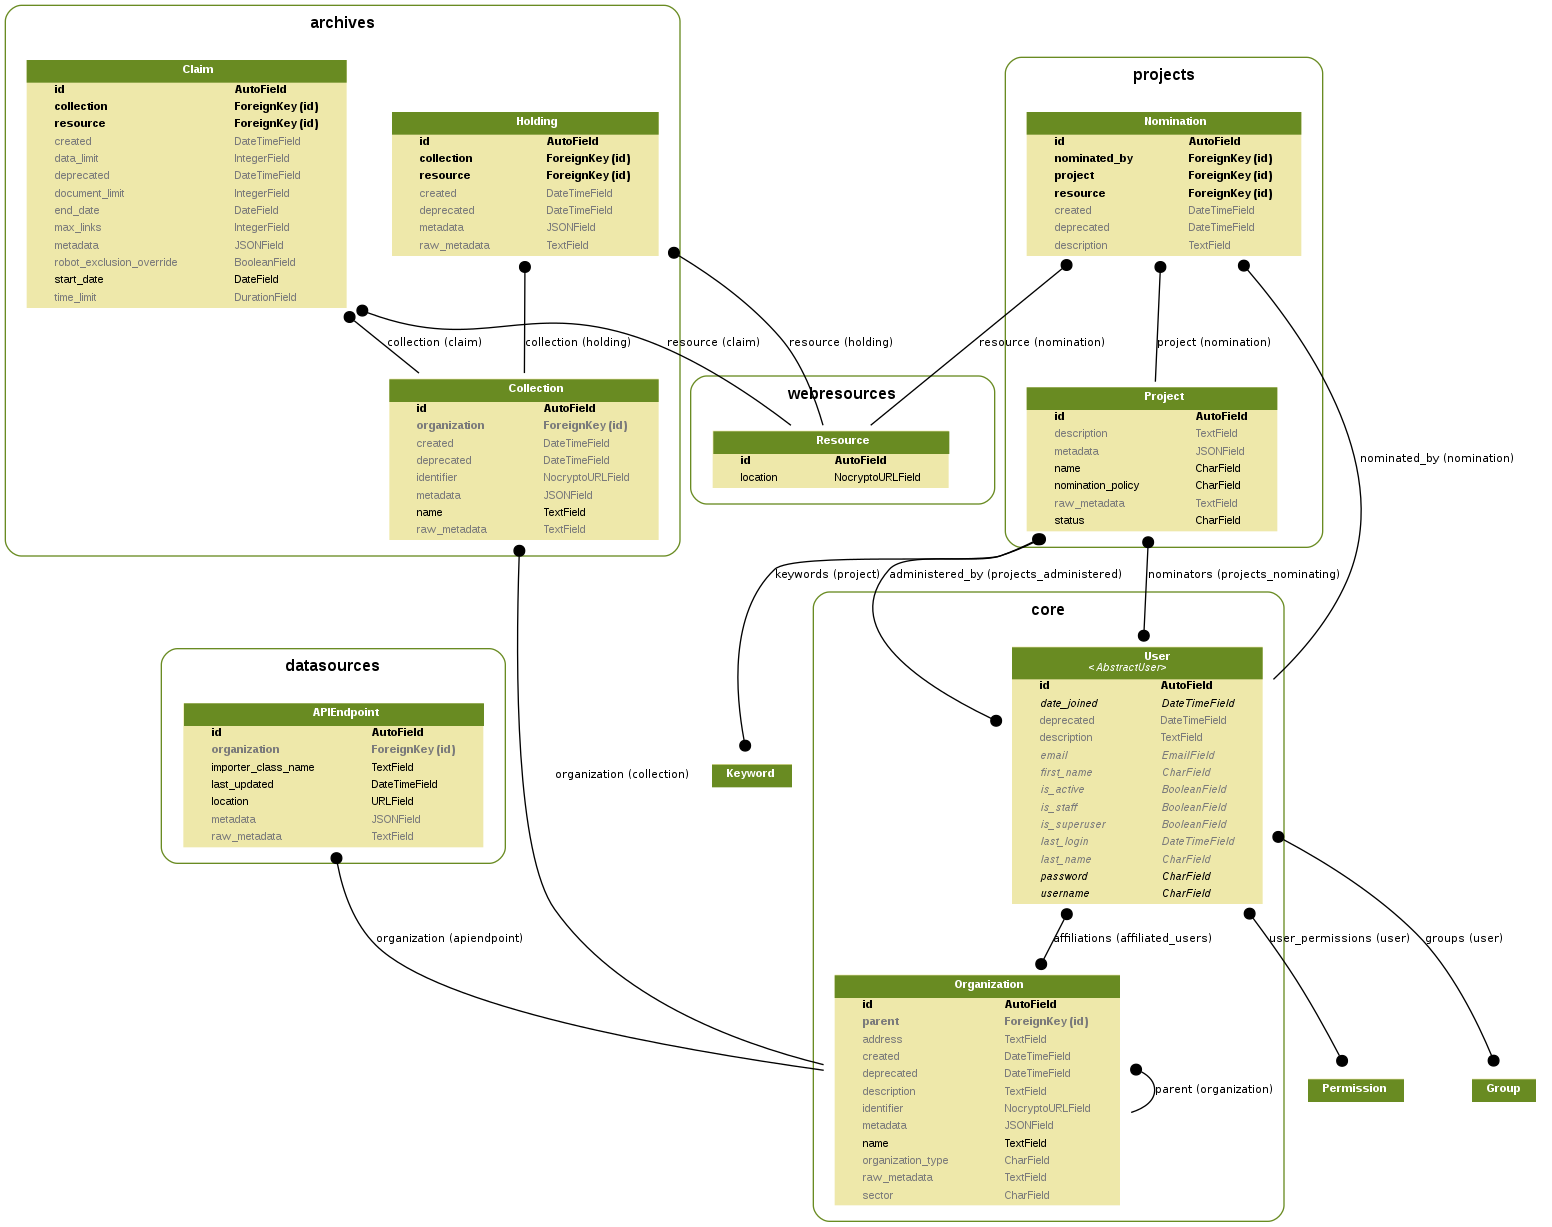 archives
Claim
id AutoField
collection ForeignKey (id)
resource ForeignKey (id)
created DateTimeField
data_limit IntegerField
deprecated DateTimeField
document_limit IntegerField
end_date DateField
max_links IntegerField
metadata JSONField
robot_exclusion_override BooleanField
start_date DateField
time_limit DurationField
Holding
id AutoField
collection ForeignKey (id)
resource ForeignKey (id)
created DateTimeField
deprecated DateTimeField
metadata JSONField
raw_metadata TextField
projects
Nomination
id AutoField
nominated_by ForeignKey (id)
project ForeignKey (id)
resource ForeignKey (id)
created DateTimeField
deprecated DateTimeField
description TextField
collection (claim)
collection (holding)
resource (claim)
resource (holding)
resource (nomination)
project (nomination)
Collection
id AutoField
organization ForeignKey (id)
created DateTimeField
deprecated DateTimeField
identifier NocryptoURLField
metadata JSONField
name TextField
raw_metadata TextField
webresources
Resource
id AutoField
location NocryptoURLField
Project
id AutoField
description TextField
metadata JSONField
name CharField
nomination_policy CharField
raw_metadata TextField
status CharField
nominated_by (nomination)
keywords (project)
administered_by (projects_administered)
nominators (projects_nominating)
core
User
<AbstractUser>
id AutoField
date_joined DateTimeField
deprecated DateTimeField
description TextField
email EmailField
first_name CharField
is_active BooleanField
is_staff BooleanField
is_superuser BooleanField
last_login DateTimeField
last_name CharField
password CharField
username CharField
datasources
APIEndpoint
id AutoField
organization ForeignKey (id)
importer_class_name TextField
last_updated DateTimeField
location URLField
metadata JSONField
raw_metadata TextField
organization (collection)
Keyword
organization (apiendpoint)
affiliations (affiliated_users)
user_permissions (user)
groups (user)
Organization
id AutoField
parent ForeignKey (id)
address TextField
created DateTimeField
deprecated DateTimeField
description TextField
identifier NocryptoURLField
metadata JSONField
name TextField
organization_type CharField
raw_metadata TextField
sector CharField
parent (organization)
Permission
Group